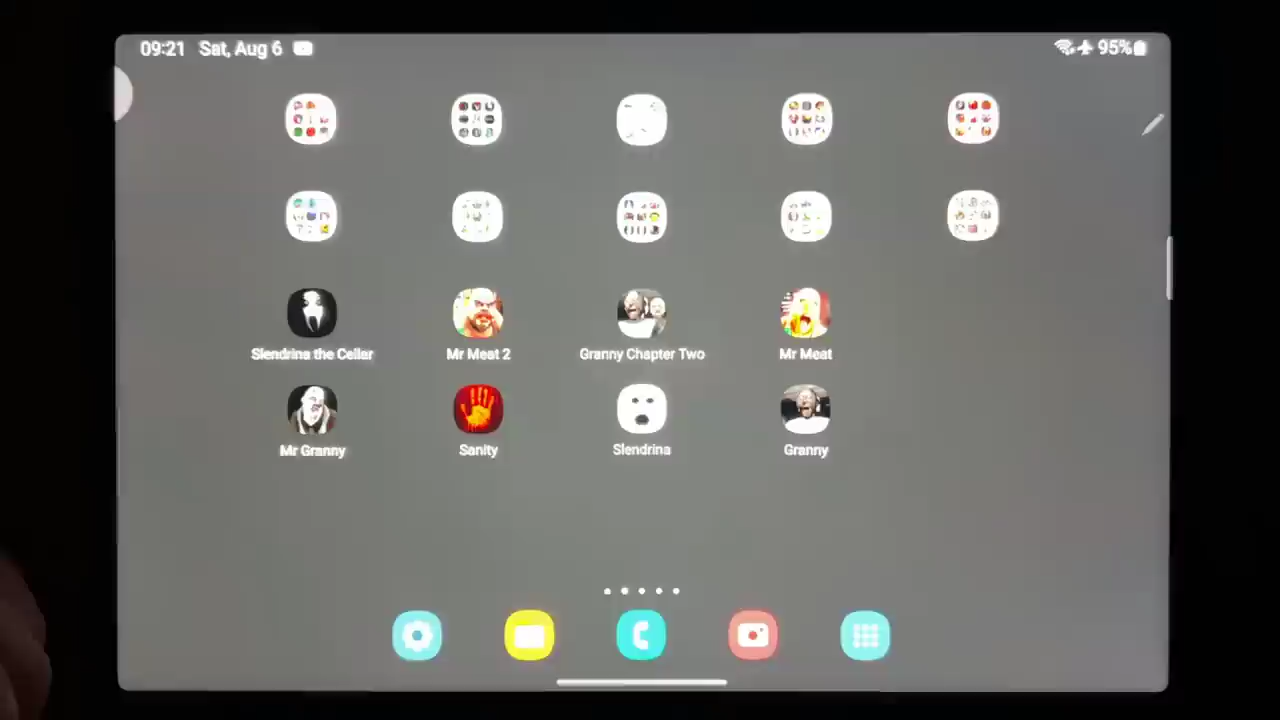 09:21 Sat, Aug 6 95%
Slendrina the Cellar Mr Meat 2 Granny Chapter Two Mr Meat
Mr Granny Sanity Slendrina Granny